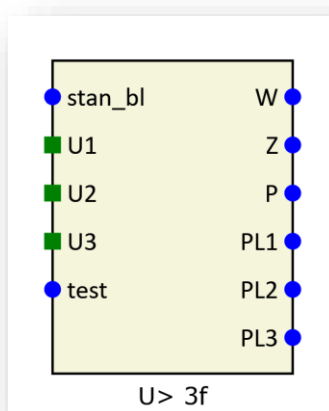 stan_bl W
U1 Z
U2 P
U3 PL1
test PL2
PL3
U> 3f